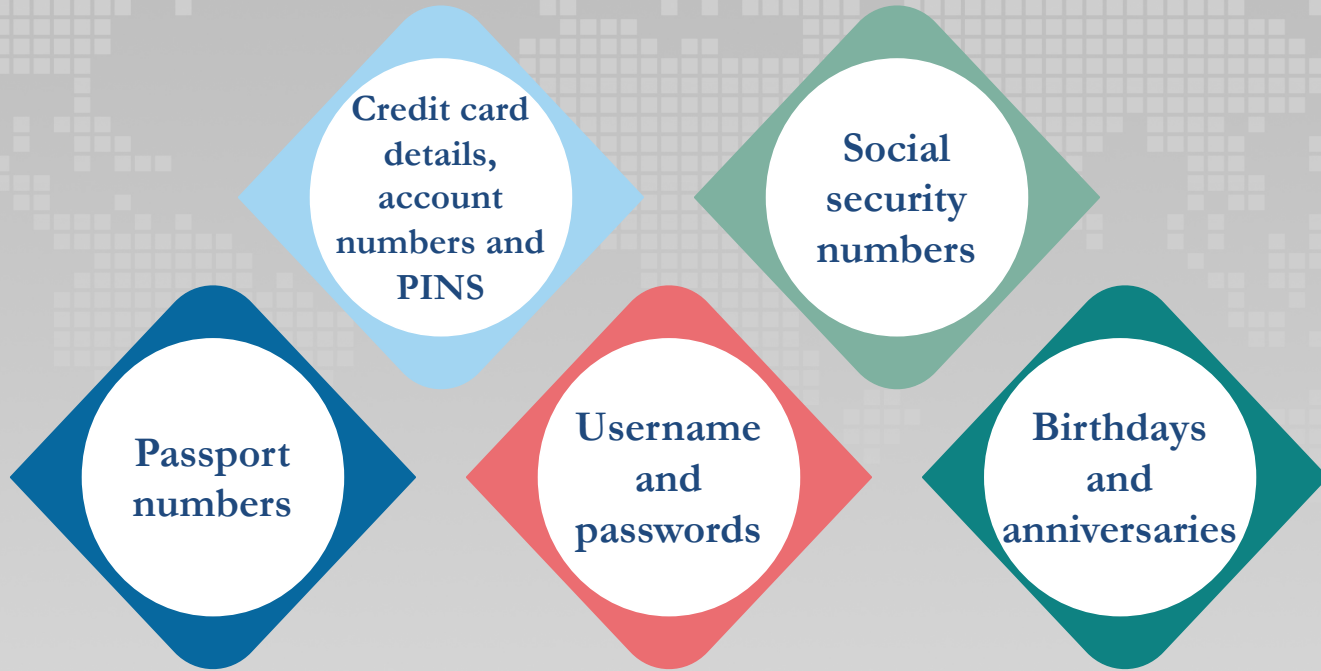 Credit card
details,
account
numbers and
PINS
Social
security
numbers
Passport
numbers
Username
and
passwords
Birthdays
and
anniversaries